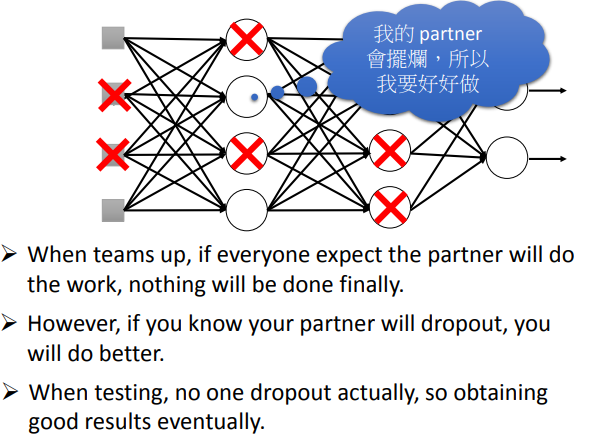 我的 partner
會擺爛，所以
我要好好做
When teams up, if everyone expect the partner will do
the work, nothing will be done finally.
However, if you know your partner will dropout, you
will do better.
When testing, no one dropout actually, so obtaining
good results eventually.